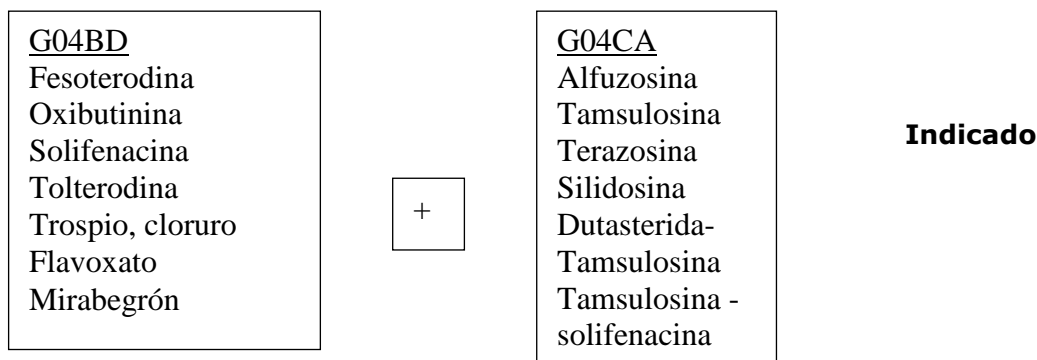 G04BD
Fesoterodina
Oxibutinina
Solifenacina
Tolterodina
Trospio, cloruro
Flavoxato
Mirabegrón
+
G04CA
Alfuzosina
Tamsulosina
Terazosina
Silidosina
Dutasterida-
Tamsulosina
Tamsulosina -
solifenacina
Indicado